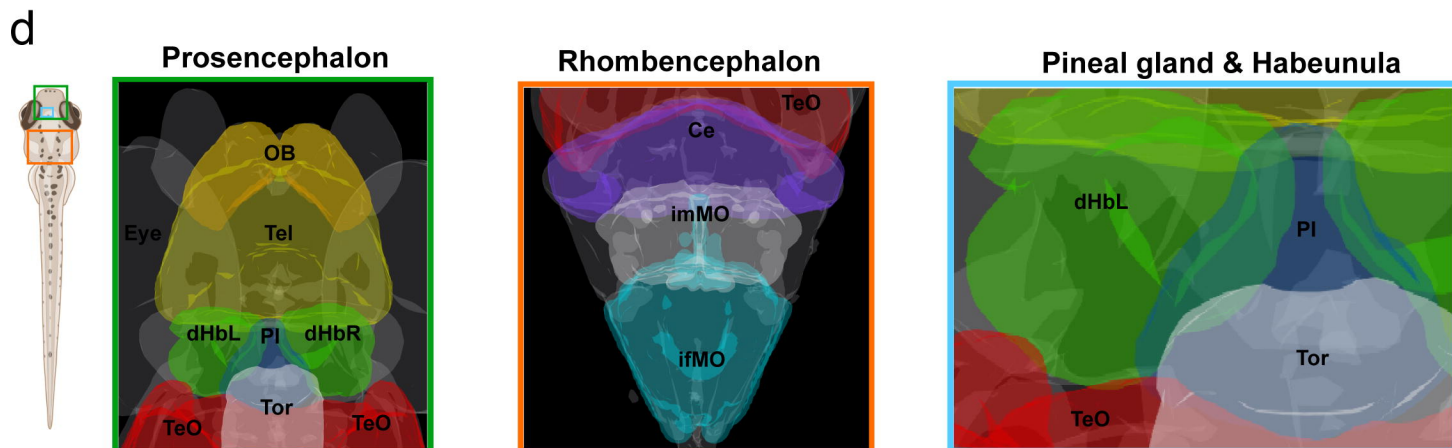 d
Prosencephalon
OB
Eye
Tel
dHbL
PI
dHbR
Tor
TeO
TeO
Rhombencephalon
TeO
Ce
imMO
ifMO
Pineal gland & Habeunula
dHbL
PI
Tor
TeO